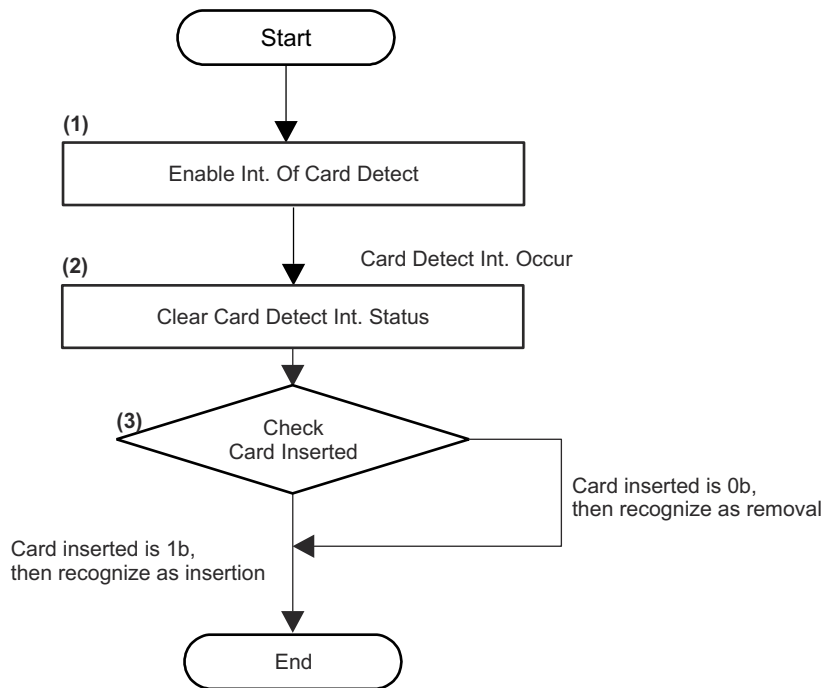 Start
(1)
Enable Int. Of Card Detect
Card Detect Int. Occur
(2)
Clear Card Detect Int. Status
(3)
Check
Card Inserted
Card inserted is 0b,
then recognize as removal
Card inserted is 1b,
then recognize as insertion
End